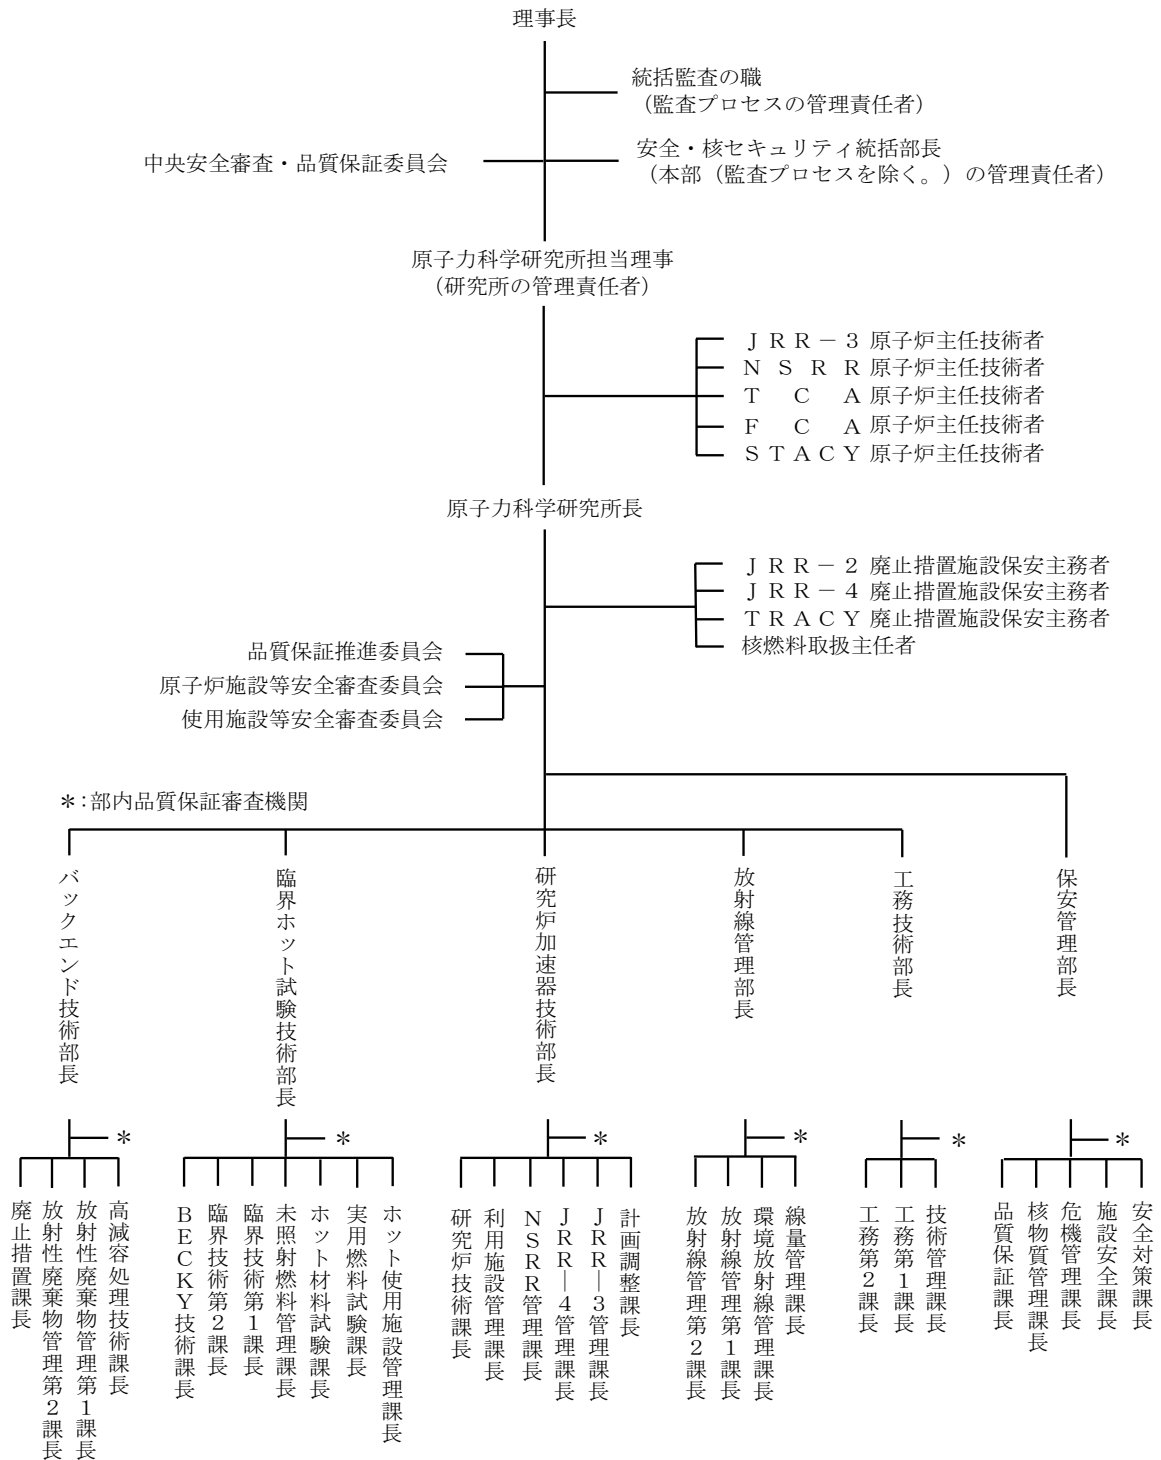 理事長
統括監査の職
（監査プロセスの管理責任者）
中央安全審査・品質保証委員会
安全・核セキュリティ統括部長
（本部（監査プロセスを除く。）の管理責任者）
原子力科学研究所担当理事
（研究所の管理責任者）
ＪＲＲ－３原子炉主任技術者
ＮＳＲＲ原子炉主任技術者
ＴＣＡ原子炉主任技術者
ＦＣＡ原子炉主任技術者
ＳＴＡＣＹ原子炉主任技術者
原子力科学研究所長
ＪＲＲ－２廃止措置施設保安主務者
ＪＲＲ－４廃止措置施設保安主務者
ＴＲＡＣＹ廃止措置施設保安主務者
核燃料取扱主任者
品質保証推進委員会
原子炉施設等安全審査委員会
使用施設等安全審査委員会
＊：部内品質保証審査機関
バックエンド技術部長
臨界ホット試験技術部長
研究炉加速器技術部長
放射線管理部長
工務技術部長
保安管理部長
＊
＊
＊
＊
＊
＊
廃止措置課長
放射性廃棄物管理第２課長
放射性廃棄物管理第１課長
高減容処理技術課長
ＢＥＣＫＹ技術課長
臨界技術第２課長
臨界技術第１課長
未照射燃料管理課長
ホット材料試験課長
実用燃料試験課長
ホット使用施設管理課長
研究炉技術課長
利用施設管理課長
ＮＳＲＲ管理課長
ＪＲＲ－４管理課長
ＪＲＲ－３管理課長
計画調整課長
放射線管理第２課長
放射線管理第１課長
環境放射線管理課長
線量管理課長
工務第２課長
工務第１課長
技術管理課長
品質保証課長
核物質管理課長
危機管理課長
施設安全課長
安全対策課長